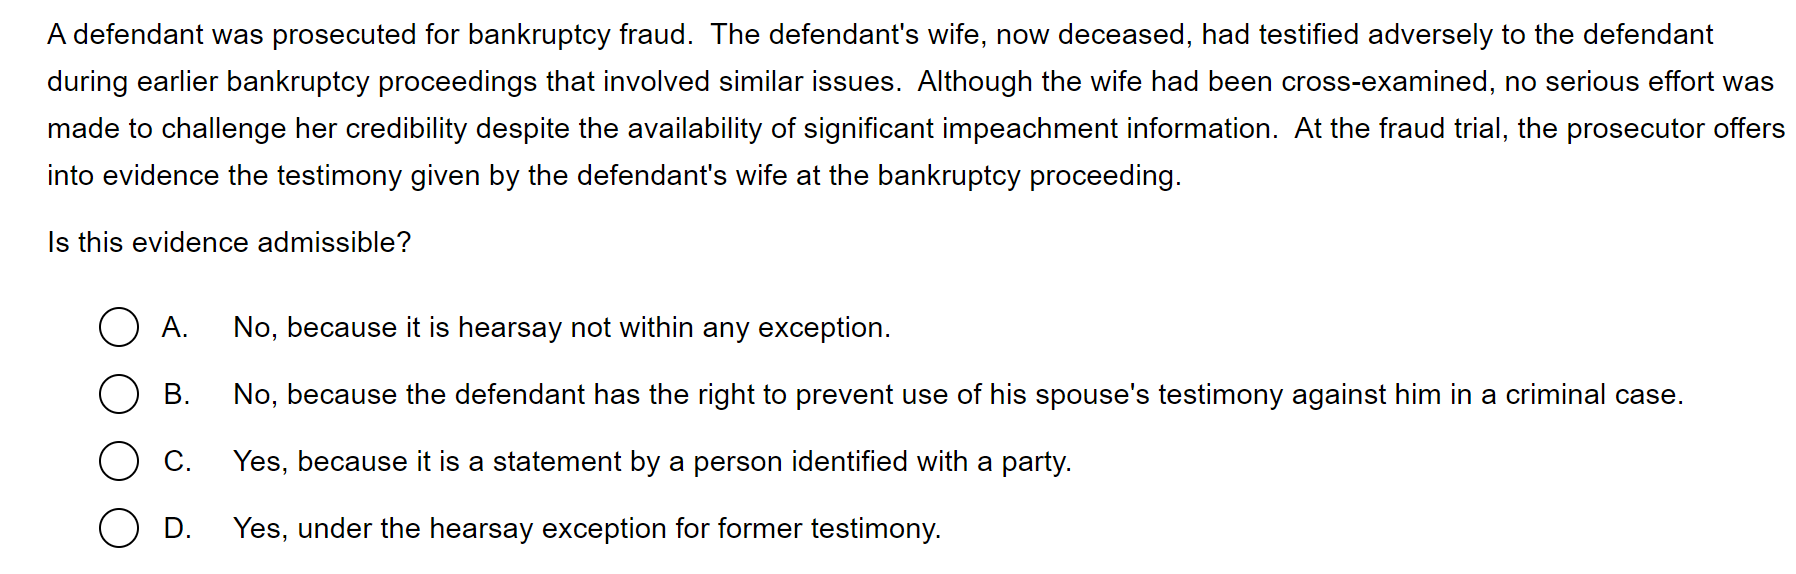 A defendant was prosecuted for bankruptcy fraud.  The defendant's wife, now deceased, had testified adversely to the defendant
during earlier bankruptcy proceedings that involved similar issues.  Although the wife had been cross-examined, no serious effort was
made to challenge her credibility despite the availability of significant impeachment information.  At the fraud trial, the prosecutor offers
into evidence the testimony given by the defendant's wife at the bankruptcy proceeding.
Is this evidence admissible?
A. No, because it is hearsay not within any exception.
B. No, because the defendant has the right to prevent use of his spouse's testimony against him in a criminal case.
C. Yes, because it is a statement by a person identified with a party.
D. Yes, under the hearsay exception for former testimony.